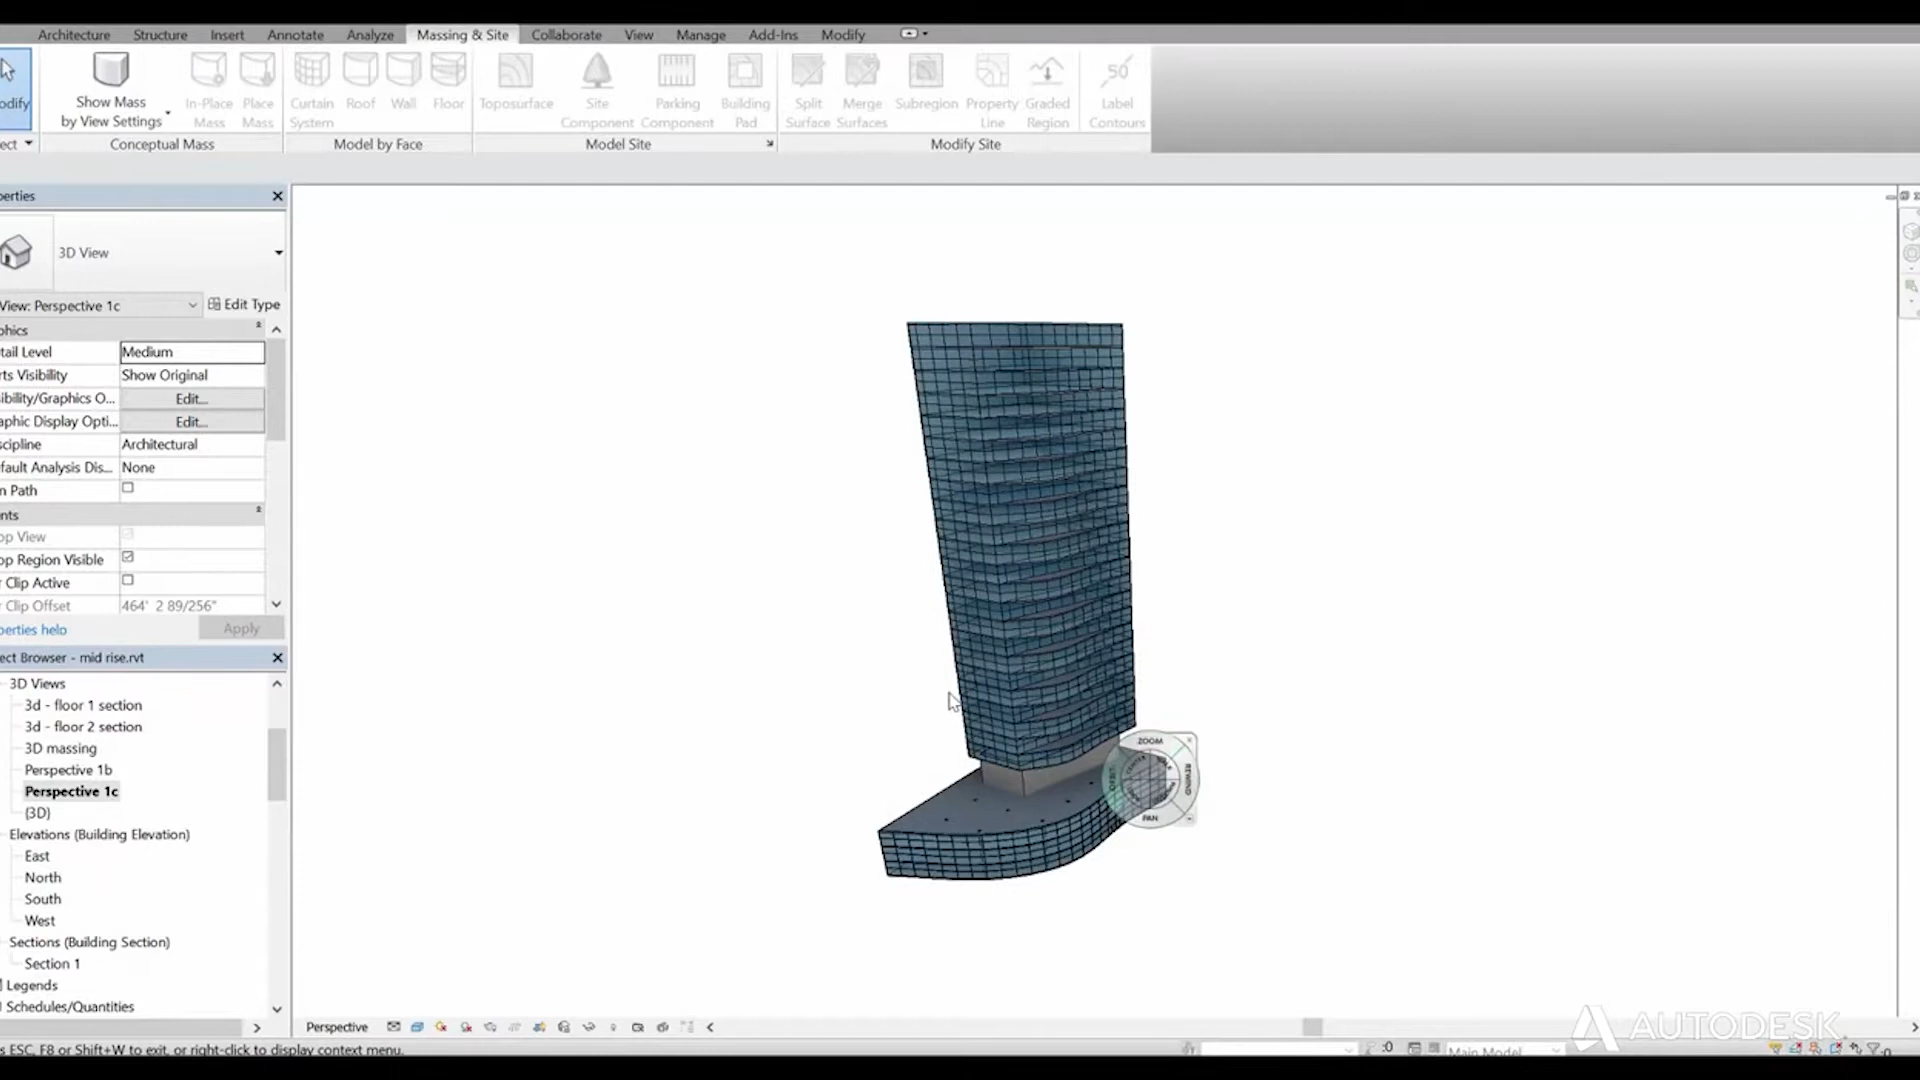 Architecture Structure Insert Annotate Analyze Massing & Site Collaborate View Manage Add-Ins Modify
odify
Show Mass by View Settings
In-Place Mass
Place Mass
Curtain System
Roof
Wall
Floor
Toposurface
Site Component
Parking Component
Building Pad
Split Surface
Merge Surfaces
Subregion
Property Line
Graded Region
50
Label Contours
ect
Conceptual Mass
Model by Face
Model Site
Modify Site
perties
3D View
View: Perspective 1c
Edit Type
phics
tail Level Medium
rts Visibility Show Original
ibility/Graphics O... Edit...
aphic Display Opti... Edit...
scipline Architectural
fault Analysis Dis... None
n Path
nts
op View
op Region Visible
r Clip Active
r Clip Offset 464' 2 89/256"
perties help
Apply
ect Browser - mid rise.rvt
3D Views
3d - floor 1 section
3d - floor 2 section
3D massing
Perspective 1b
Perspective 1c
{3D}
Elevations (Building Elevation)
East
North
South
West
Sections (Building Section)
Section 1
Legends
Schedules/Quantities
ZOOM
REWIND
PAN
ORBIT
Perspective
s ESC, F8 or Shift+W to exit, or right-click to display context menu.
:0
Main Model
:0
AUTODESK